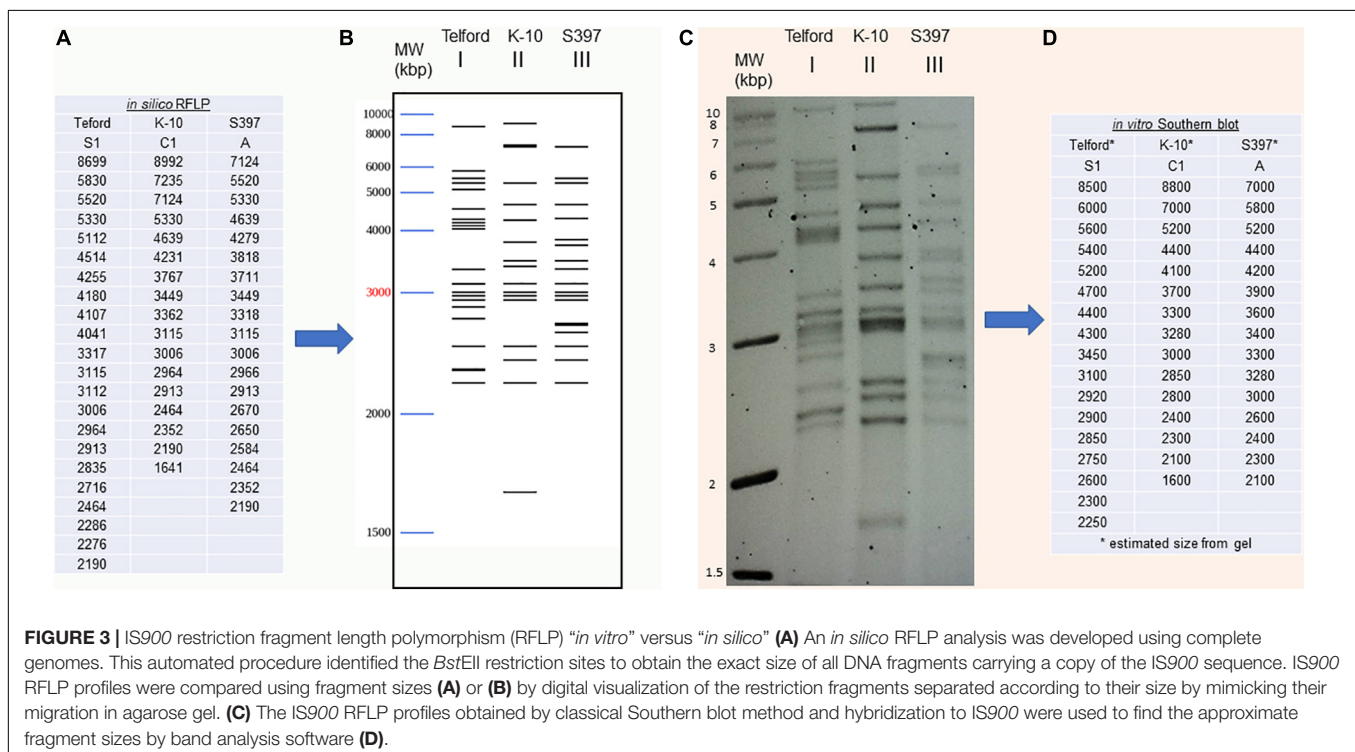 A
in silico RFLP
Teford K-10 S397
S1 C1 A
8699 8992 7124
5830 7235 5520
5520 7124 5330
5330 5330 4639
5112 4639 4279
4514 4231 3818
4255 3767 3711
4180 3449 3449
4107 3362 3318
4041 3115 3115
3317 3006 3006
3115 2964 2966
3112 2913 2913
3006 2464 2670
2964 2352 2650
2913 2190 2584
2835 1641 2464
2716 2352
2464 2190
2286
2276
2190
B
MW
(kbp)
Telford K-10 S397
I II III
10000
8000
6000
5000
4000
3000
2000
1500
C
MW
(kbp)
Telford K-10 S397
I II III
10
8
7
6
5
4
3
2
1.5
D
in vitro Southern blot
Telford* K-10* S397*
S1 C1 A
8500 8800 7000
6000 7000 5800
5600 5200 5200
5400 4400 4400
5200 4100 4200
4700 3700 3900
4400 3300 3600
4300 3280 3400
3450 3000 3300
3100 2850 3280
2920 2800 3000
2900 2400 2600
2850 2300 2400
2750 2100 2300
2600 1600 2100
2300
2250
* estimated size from gel
FIGURE 3 | IS900 restriction fragment length polymorphism (RFLP) “in vitro” versus “in silico” (A) An in silico RFLP analysis was developed using complete
genomes. This automated procedure identified the BstEII restriction sites to obtain the exact size of all DNA fragments carrying a copy of the IS900 sequence. IS900
RFLP profiles were compared using fragment sizes (A) or (B) by digital visualization of the restriction fragments separated according to their size by mimicking their
migration in agarose gel. (C) The IS900 RFLP profiles obtained by classical Southern blot method and hybridization to IS900 were used to find the approximate
fragment sizes by band analysis software (D).